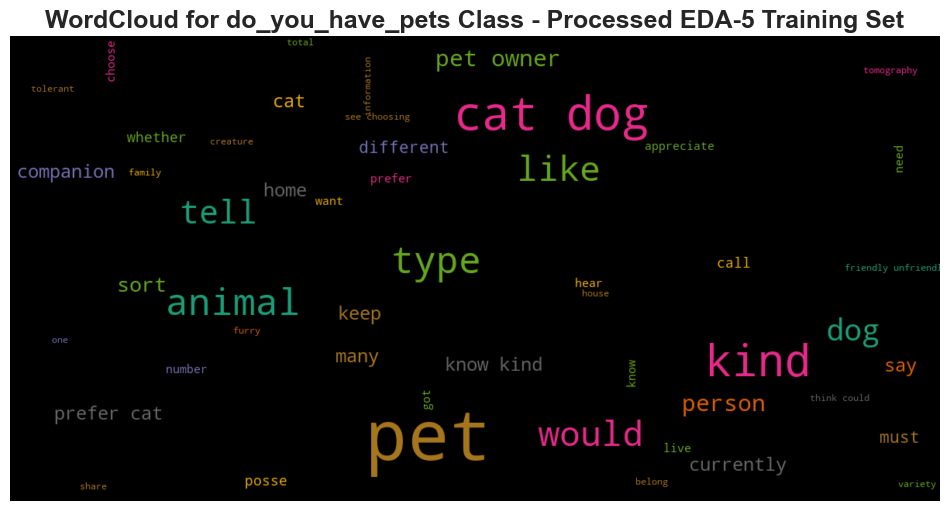 WordCloud for do_you_have_pets Class - Processed EDA-5 Training Set
total
choose
pet owner
information
tomography
tolerant
cat
cat dog
see choosing
whether
creature
different
appreciate
need
companion
family
prefer
like
home
want
tell
type
call
friendly unfriendl
sort
hear
house
animal
keep
dog
furry
one
many
know kind
kind
say
number
know
think could
prefer cat
got
person
pet
would
must
live
currently
share
posse
belong
variety